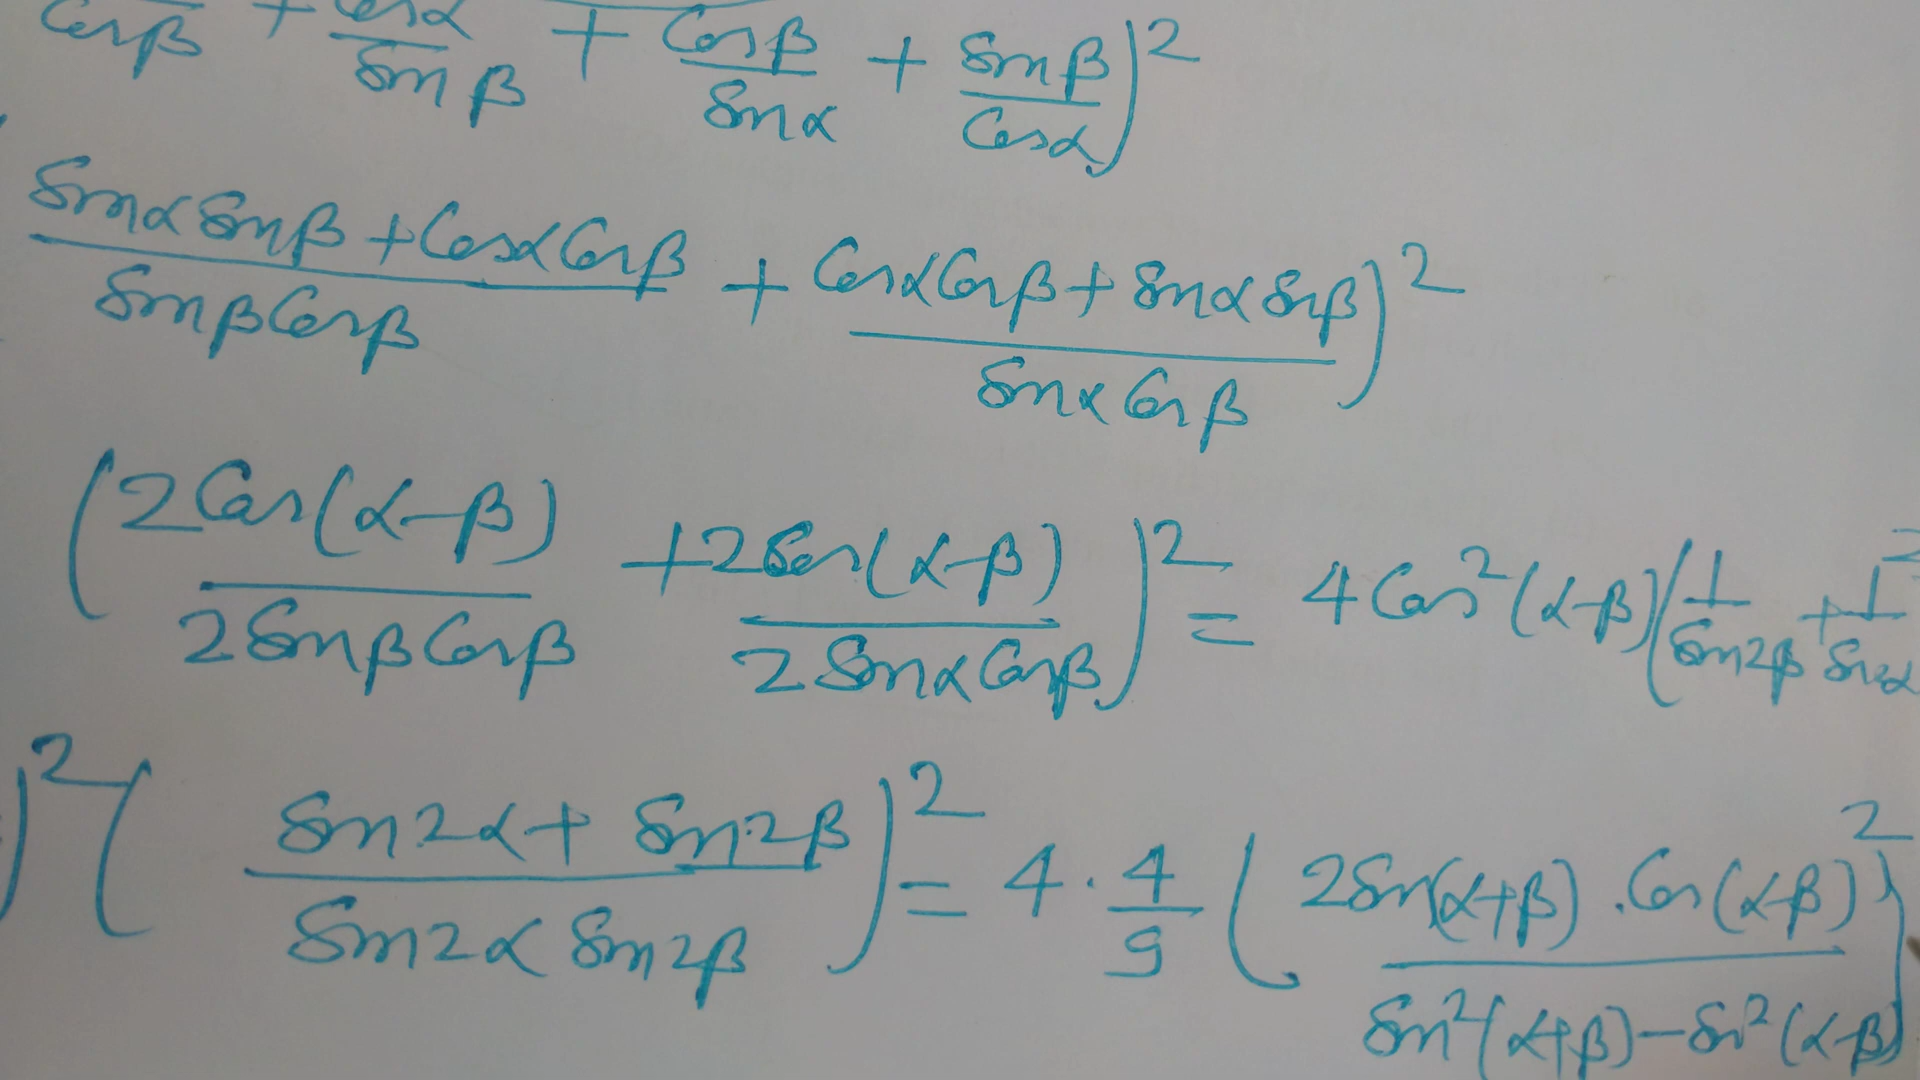 cosβ + cosα/sinβ + cosβ/sinα + sinβ/cosα)²
sinα sinβ + cosα cosβ/sinβ cosβ + cosα cosβ + sinα sinβ/sinα cosβ)²
(2cos(α-β)/2sinβ cosβ + 2cos(α-β)/2sinα cosβ)² = 4cos²(α-β)(1/sin2β + 1/sin2α ²
)²(sin2α + sin2β/sin2α sin2β)² = 4·4/9 (2sin(α+β)·cos(α-β)/sin²(α+β) - sin²(α-β))²